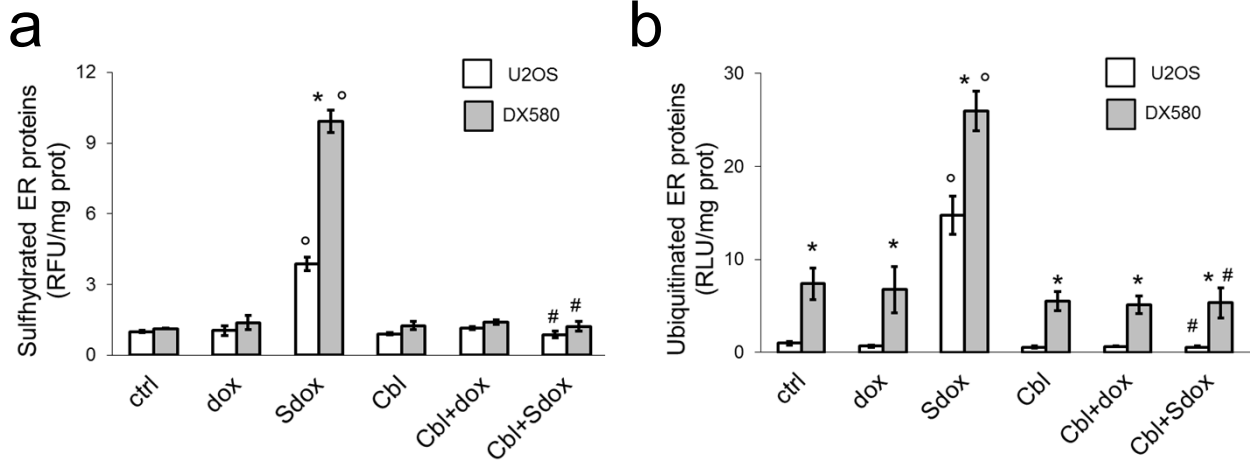 a
Sulfhydrated ER proteins
(RFU/mg prot)
12
9
6
3
0
U2OS
DX580
* °
°
# #
ctrl
dox
Sdox
Cbl
Cbl+dox
Cbl+Sdox
b
Ubiquitinated ER proteins
(RLU/mg prot)
30
20
10
0
U2OS
DX580
* °
°
* * * * * #
#
ctrl
dox
Sdox
Cbl
Cbl+dox
Cbl+Sdox